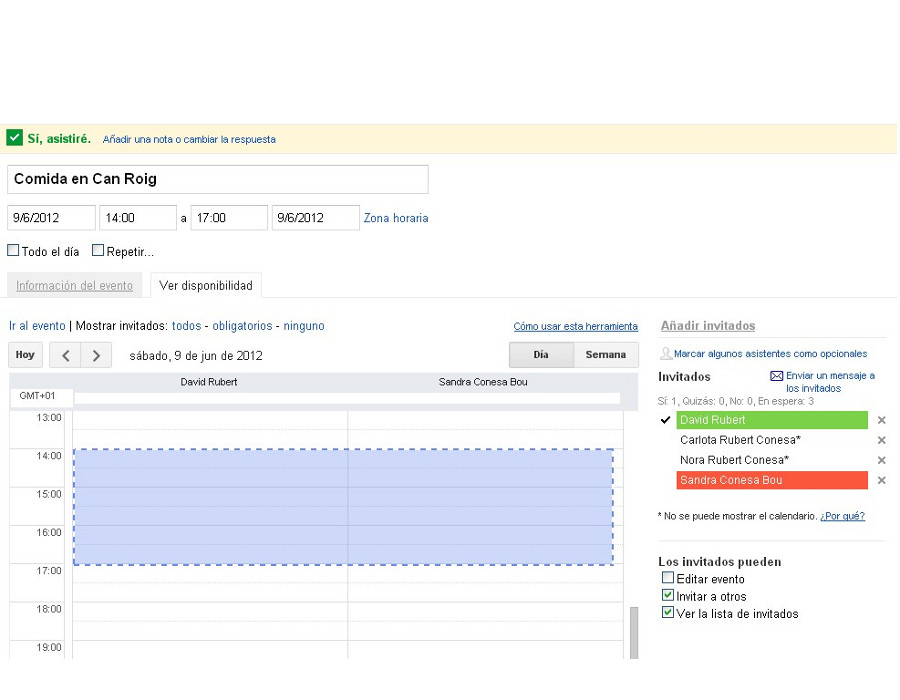 Sí, asistiré. Añadir una nota o cambiar la respuesta
Comida en Can Roig
9/6/2012 14:00 a 17:00 9/6/2012 Zona horaria
Todo el día Repetir...
Información del evento Ver disponibilidad
Ir al evento | Mostrar invitados: todos - obligatorios - ninguno Cómo usar esta herramienta
Hoy sábado, 9 de jun de 2012 Día Semana
David Rubert Sandra Conesa Bou
GMT+01
13:00
14:00
15:00
16:00
17:00
18:00
19:00
Añadir invitados
Marcar algunos asistentes como opcionales
Invitados Enviar un mensaje a
los invitados
Sí: 1, Quizás: 0, No: 0, En espera: 3
David Rubert
Carlota Rubert Conesa*
Nora Rubert Conesa*
Sandra Conesa Bou
* No se puede mostrar el calendario. ¿Por qué?
Los invitados pueden
Editar evento
Invitar a otros
Ver la lista de invitados